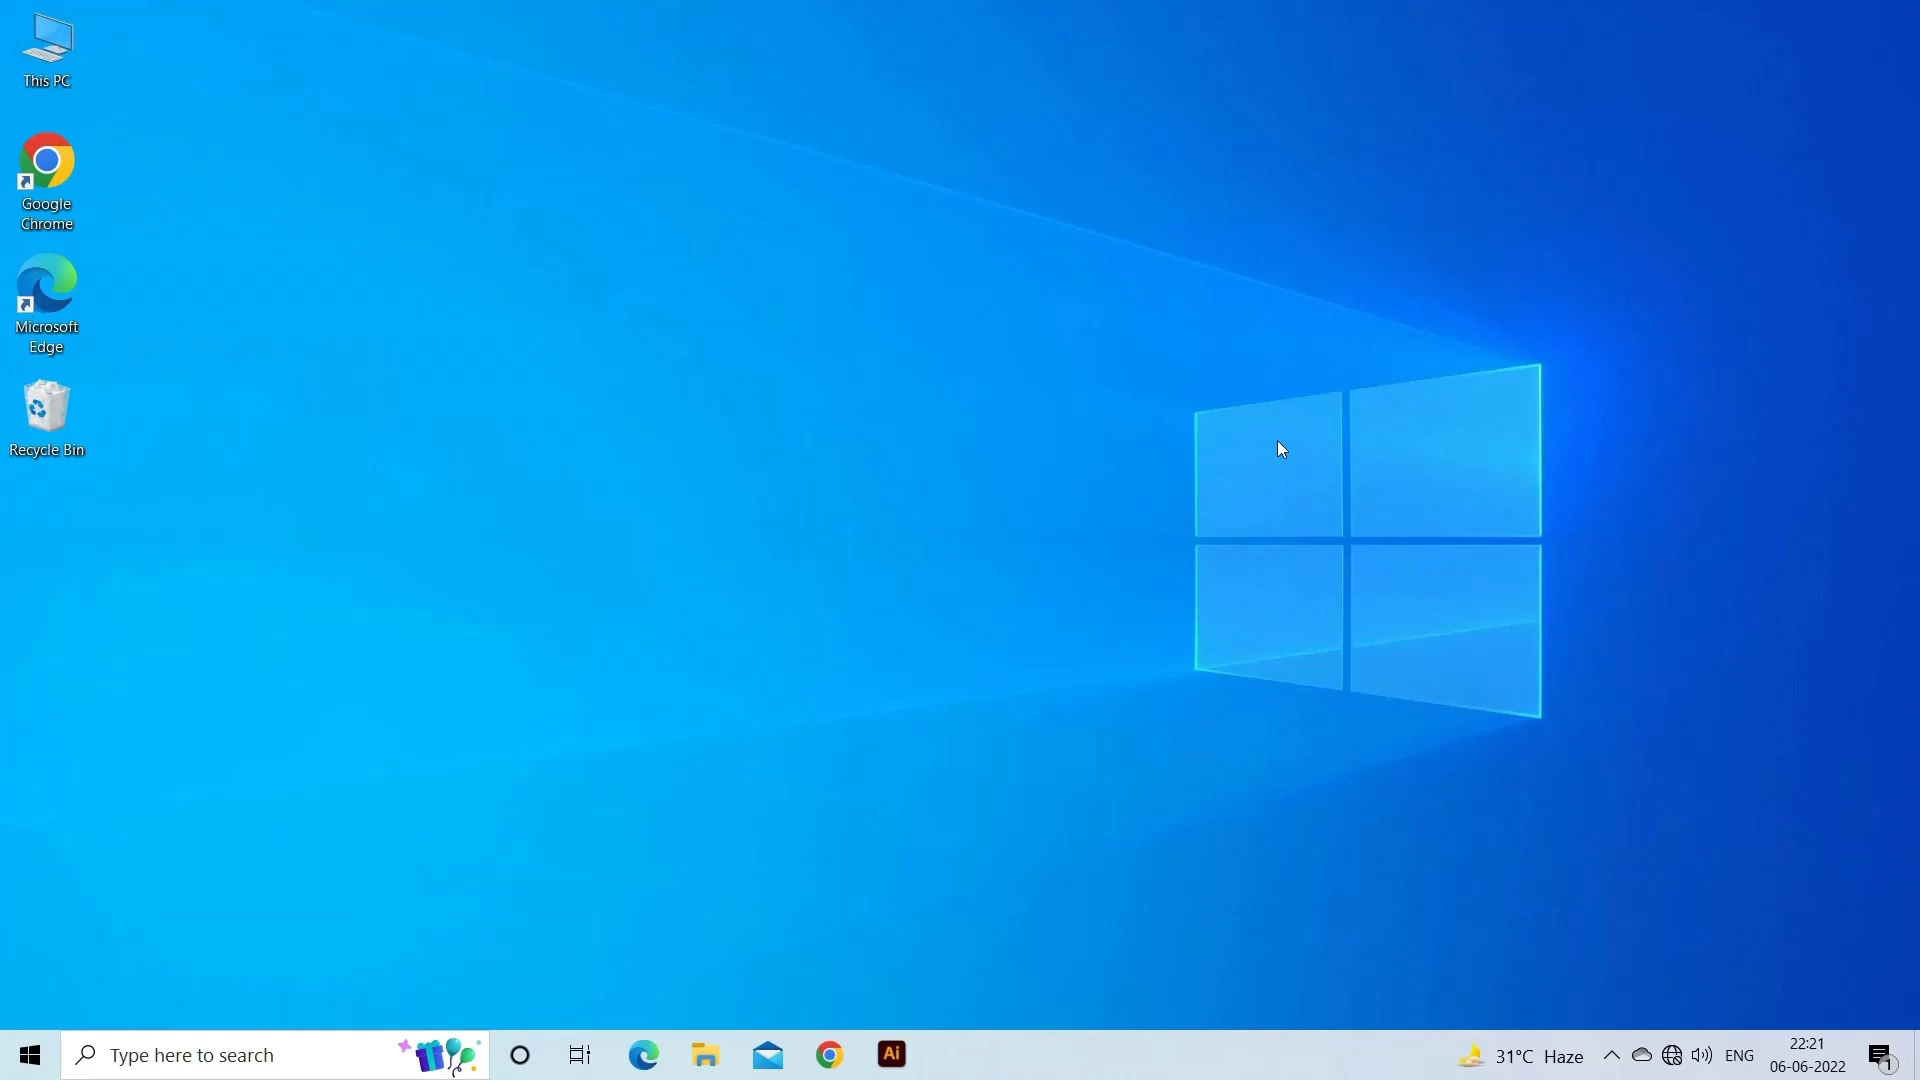 This PC
Google
Chrome
Microsoft
Edge
Recycle Bin
Type here to search
Ai
31°C Haze
ENG
22:21
06-06-2022
1